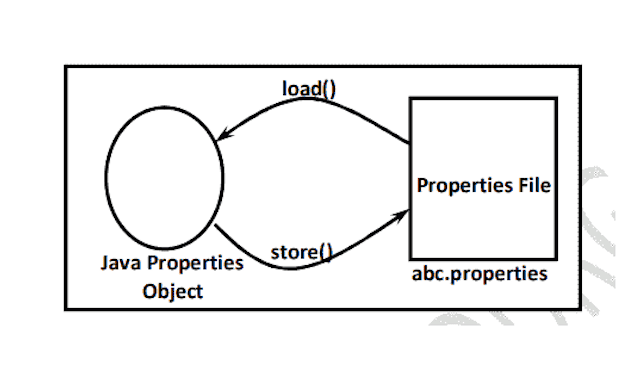 load()
Properties File
store()
Java Properties
Object
abc.properties